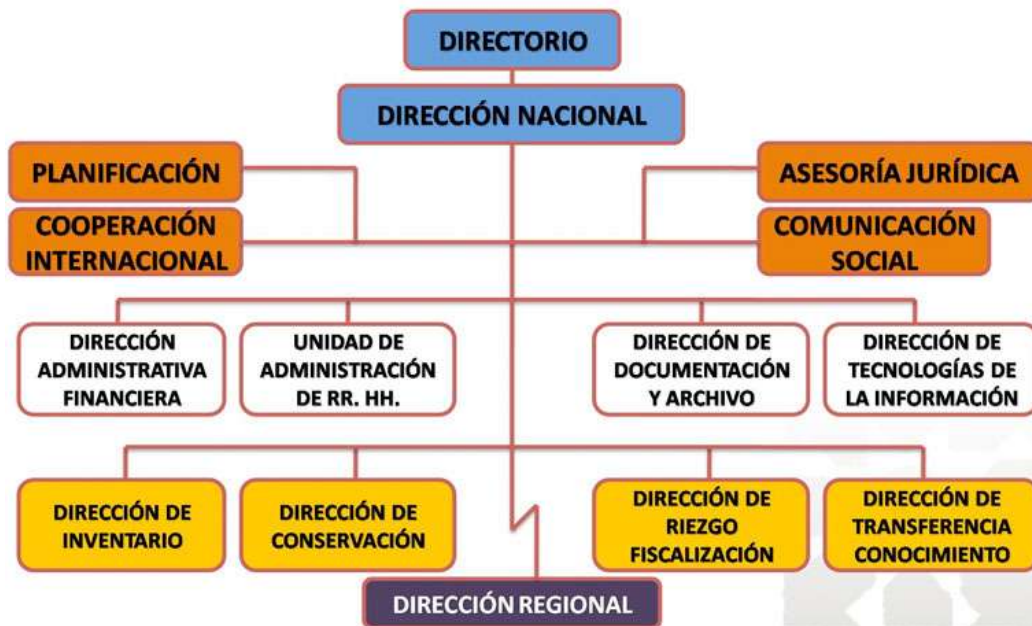 DIRECTORIO
DIRECCIÓN NACIONAL
PLANIFICACIÓN
ASESORÍA JURÍDICA
COOPERACIÓN
INTERNACIONAL
COMUNICACIÓN
SOCIAL
DIRECCIÓN
ADMINISTRATIVA
FINANCIERA
UNIDAD DE
ADMINISTRACIÓN
DE RR. HH.
DIRECCIÓN DE
DOCUMENTACIÓN
Y ARCHIVO
DIRECCIÓN DE
TECNOLOGÍAS DE
LA INFORMACIÓN
DIRECCIÓN DE
INVENTARIO
DIRECCIÓN DE
CONSERVACIÓN
DIRECCIÓN DE
RIEZGO
FISCALIZACIÓN
DIRECCIÓN DE
TRANSFERENCIA
CONOCIMIENTO
DIRECCIÓN REGIONAL